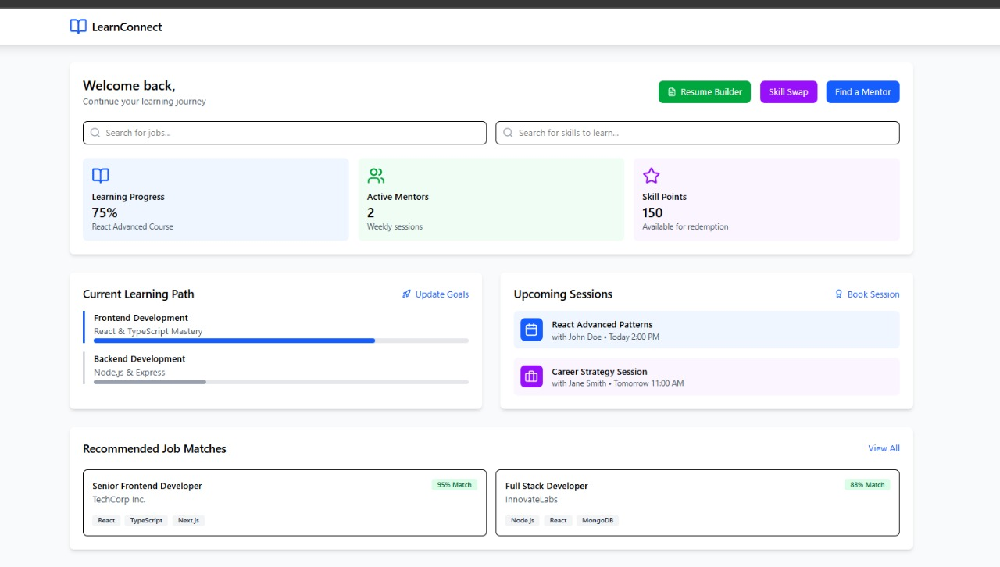 LearnConnect
Welcome back,
Continue your learning journey
Resume Builder
Skill Swap
Find a Mentor
Search for jobs...
Search for skills to learn...
Learning Progress
75%
React Advanced Course
Active Mentors
2
Weekly sessions
Skill Points
150
Available for redemption
Current Learning Path
Update Goals
Frontend Development
React & TypeScript Mastery
Backend Development
Node.js & Express
Upcoming Sessions
Book Session
React Advanced Patterns
with John Doe • Today 2:00 PM
Career Strategy Session
with Jane Smith • Tomorrow 11:00 AM
Recommended Job Matches
View All
Senior Frontend Developer
95% Match
TechCorp Inc.
React TypeScript Next.js
Full Stack Developer
88% Match
InnovateLabs
Node.js React MongoDB